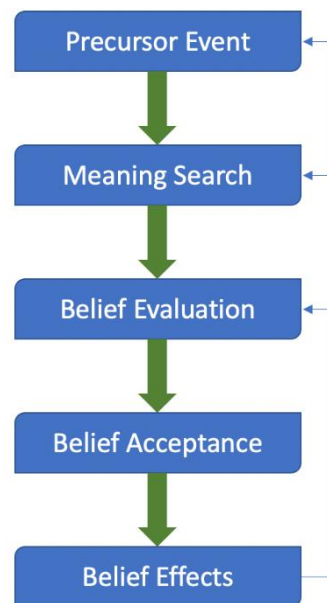 Precursor Event
Meaning Search
Belief Evaluation
Belief Acceptance
Belief Effects